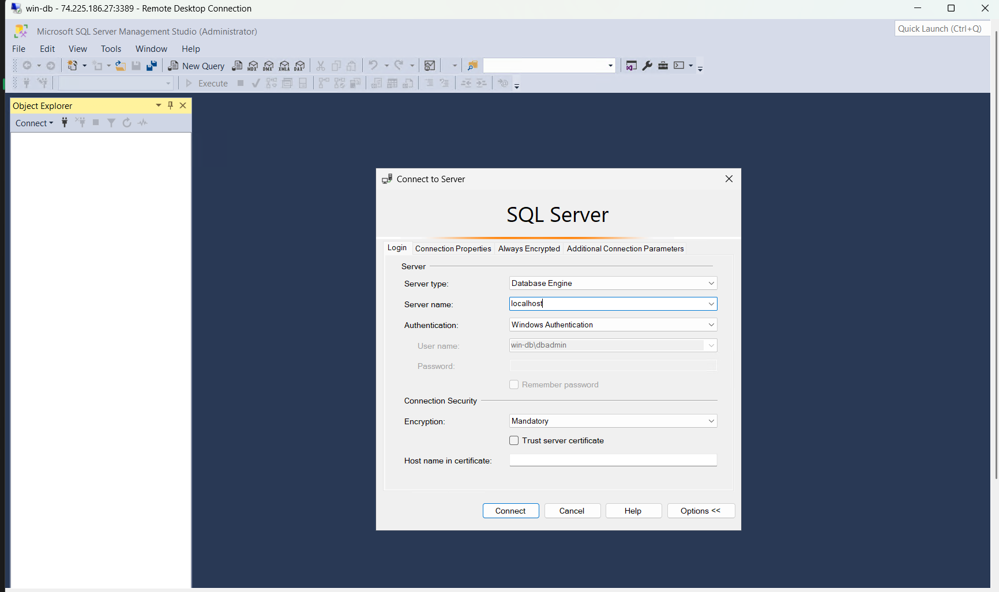 win-db - 74.225.186.27:3389 - Remote Desktop Connection
Microsoft SQL Server Management Studio (Administrator)
Quick Launch (Ctrl+Q)
File Edit View Tools Window Help
New Query MDX DMX XMLA DAX
Execute
Object Explorer
Connect
Connect to Server
SQL Server
Login Connection Properties Always Encrypted Additional Connection Parameters
Server
Server type: Database Engine
Server name: localhost
Authentication: Windows Authentication
User name: win-db\dbadmin
Password:
Remember password
Connection Security
Encryption: Mandatory
Trust server certificate
Host name in certificate:
Connect Cancel Help Options <<